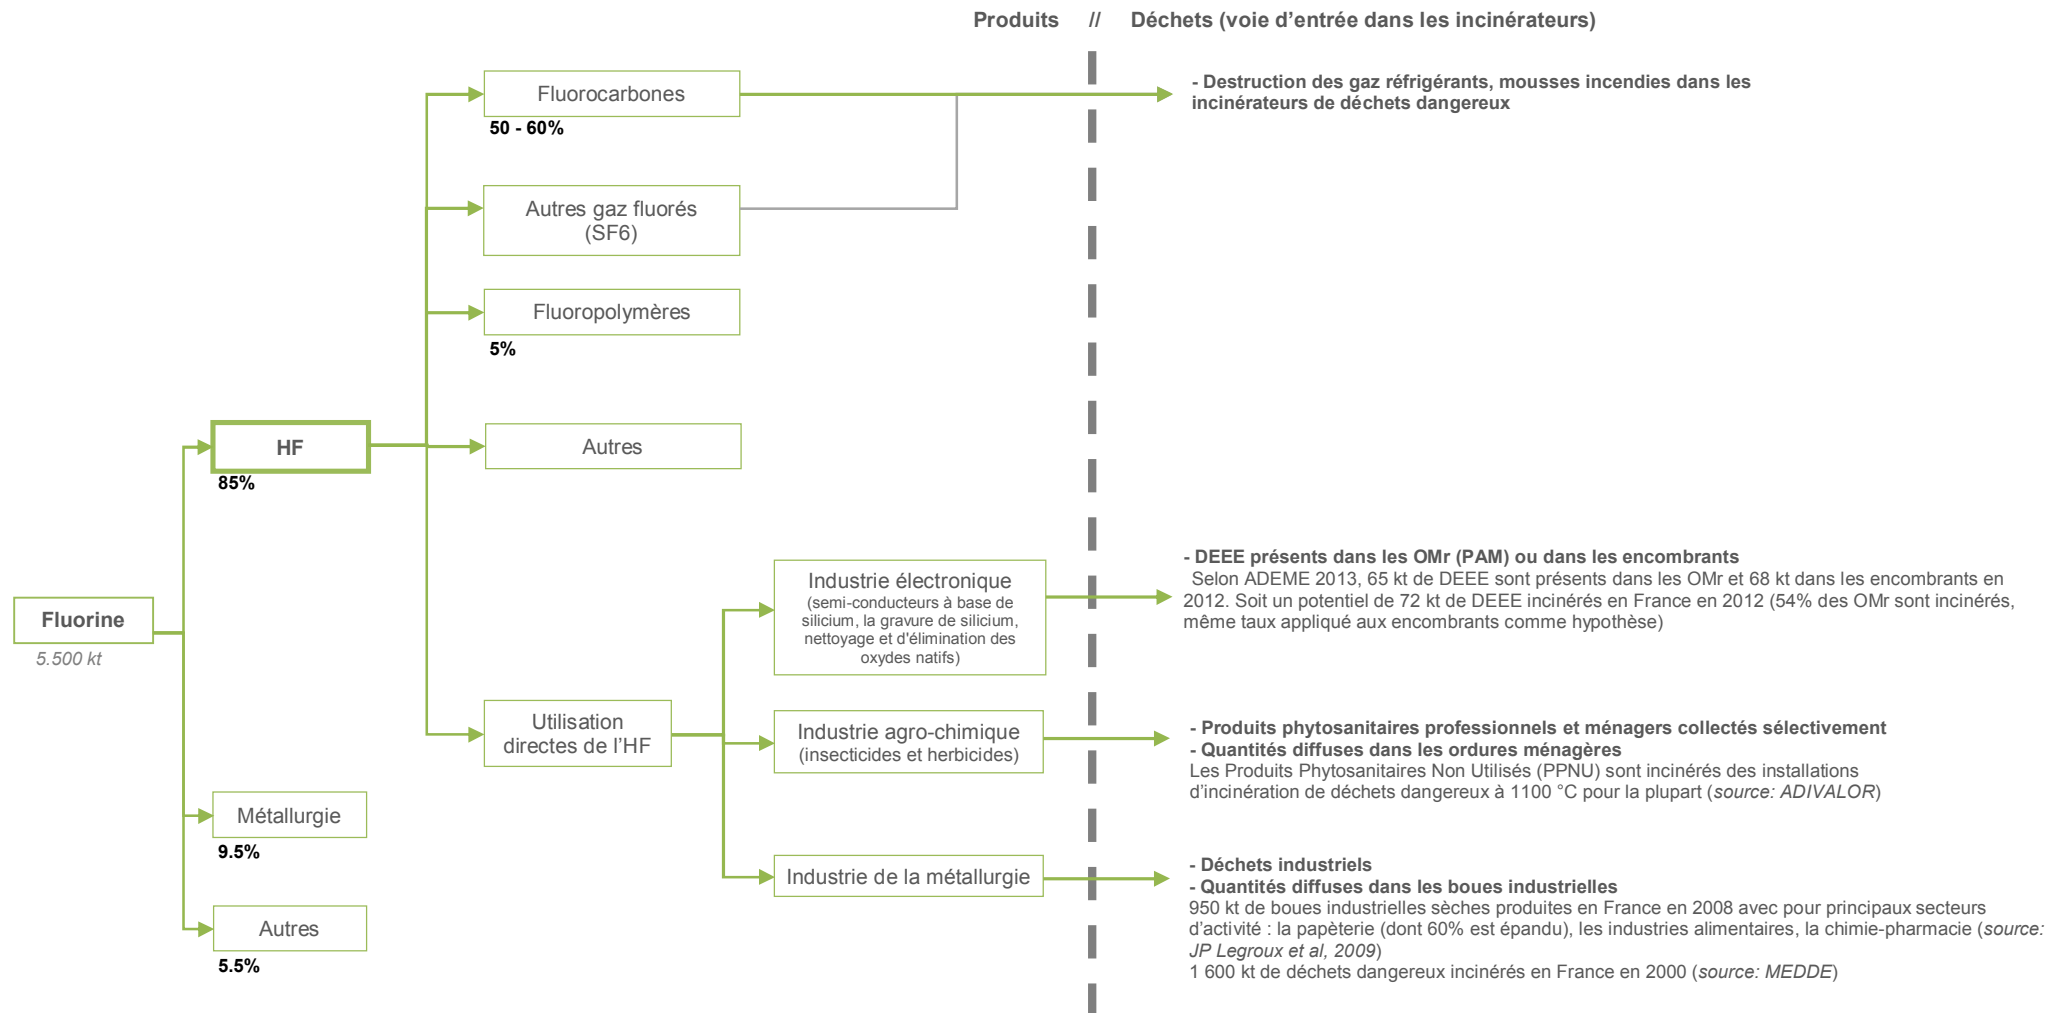 Produits // Déchets (voie d’entrée dans les incinérateurs)
Fluorocarbones
50 - 60%
- Destruction des gaz réfrigérants, mousses incendies dans les
incinérateurs de déchets dangereux
Autres gaz fluorés
(SF6)
Fluoropolymères
5%
HF
85%
Autres
Fluorine
5.500 kt
Industrie électronique
(semi-conducteurs à base de
silicium, la gravure de silicium,
nettoyage et d'élimination des
oxydes natifs)
- DEEE présents dans les OMr (PAM) ou dans les encombrants
Selon ADEME 2013, 65 kt de DEEE sont présents dans les OMr et 68 kt dans les encombrants en
2012. Soit un potentiel de 72 kt de DEEE incinérés en France en 2012 (54% des OMr sont incinérés,
même taux appliqué aux encombrants comme hypothèse)
Utilisation
directes de l’HF
Industrie agro-chimique
(insecticides et herbicides)
- Produits phytosanitaires professionnels et ménagers collectés sélectivement
- Quantités diffuses dans les ordures ménagères
Les Produits Phytosanitaires Non Utilisés (PPNU) sont incinérés des installations
d’incinération de déchets dangereux à 1100 °C pour la plupart (source: ADIVALOR)
Métallurgie
9.5%
Industrie de la métallurgie
- Déchets industriels
- Quantités diffuses dans les boues industrielles
950 kt de boues industrielles sèches produites en France en 2008 avec pour principaux secteurs
d’activité : la papèterie (dont 60% est épandu), les industries alimentaires, la chimie-pharmacie (source:
JP Legroux et al, 2009)
1 600 kt de déchets dangereux incinérés en France en 2000 (source: MEDDE)
Autres
5.5%